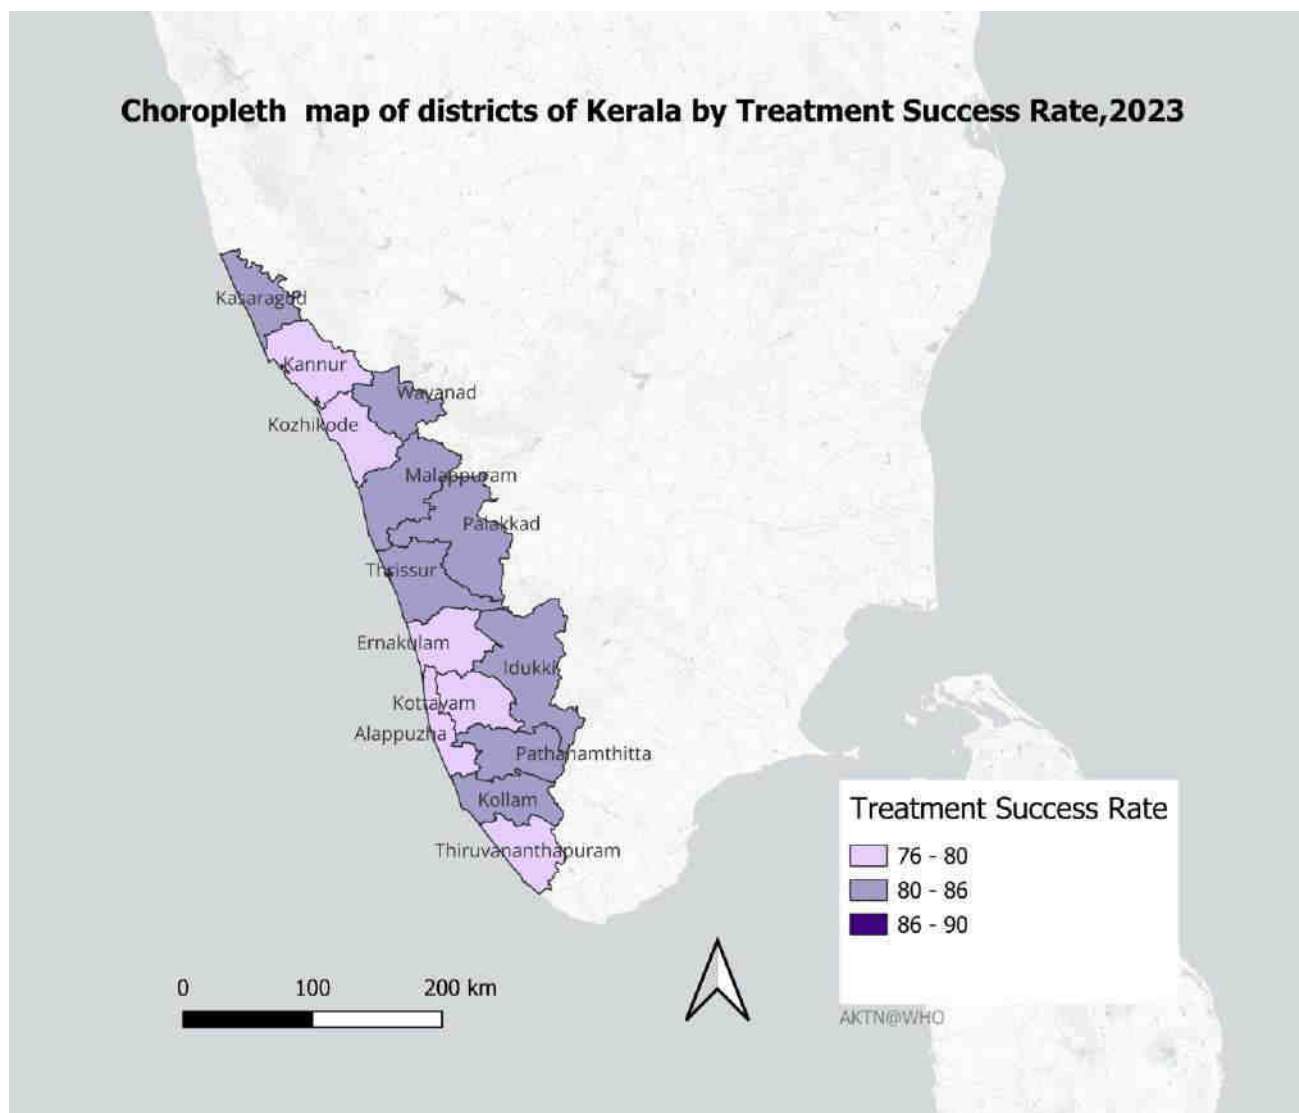 Choropleth  map of districts of Kerala by Treatment Success Rate,2023
Kasaragod
Kannur
Wayanad
Kozhikode
Malappuram
Palakkad
Thrissur
Ernakulam
Idukki
Kottayam
Alappuzha
Pathanamthitta
Kollam
Thiruvananthapuram
Treatment Success Rate
76 - 80
80 - 86
86 - 90
0 100 200 km
AKTN@WHO